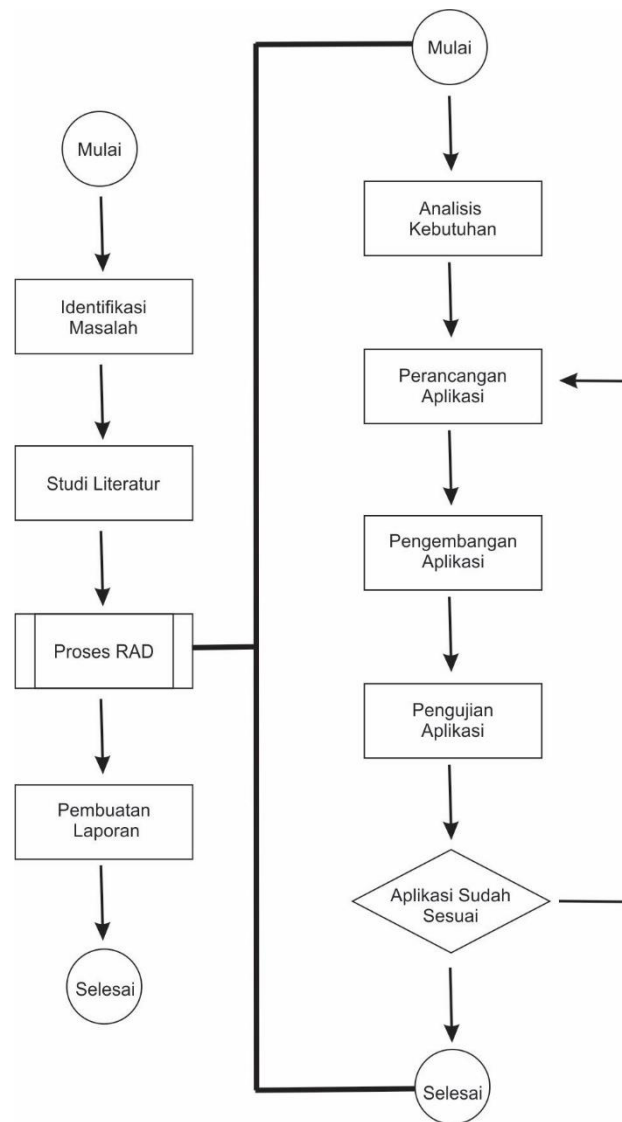 Mulai
Identifikasi
Masalah
Studi Literatur
Proses RAD
Pembuatan
Laporan
Selesai
Mulai
Analisis
Kebutuhan
Perancangan
Aplikasi
Pengembangan
Aplikasi
Pengujian
Aplikasi
Aplikasi Sudah
Sesuai
Selesai